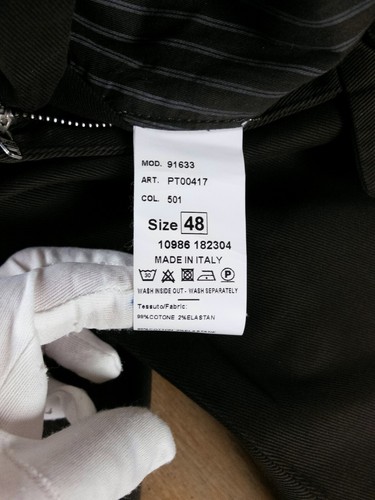 MOD. 91633
ART. PT00417
COL. 501
Size 48
10986 182304
MADE IN ITALY
30 P
WASH INSIDE OUT - WASH SEPARATELY
Tessuto/Fabric:
98%COTONE 2%ELASTAN